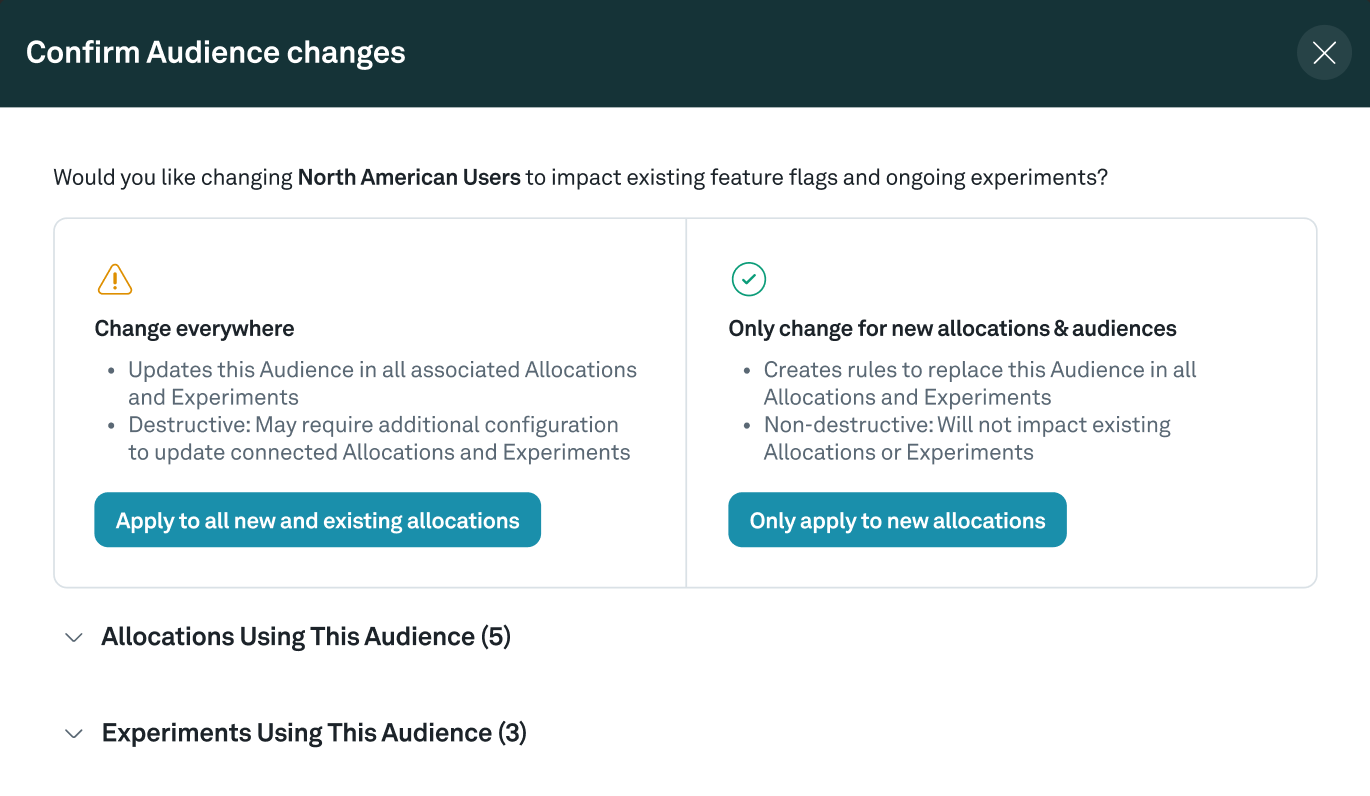 Confirm Audience changes
Would you like changing North American Users to impact existing feature flags and ongoing experiments?
Change everywhere
• Updates this Audience in all associated Allocations
and Experiments
• Destructive: May require additional configuration
to update connected Allocations and Experiments
Apply to all new and existing allocations
Only change for new allocations & audiences
• Creates rules to replace this Audience in all
Allocations and Experiments
• Non-destructive: Will not impact existing
Allocations or Experiments
Only apply to new allocations
Allocations Using This Audience (5)
Experiments Using This Audience (3)